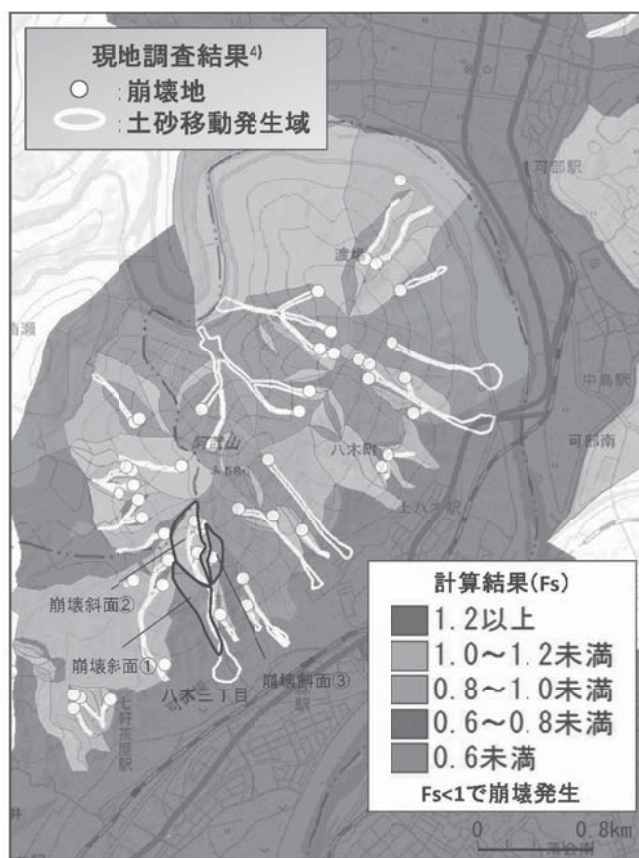 現地調査結果4)
：崩壊地
：土砂移動発生域
可部駅
渡場
中島駅
可部南
八木町
上八木駅
崩壊斜面②
崩壊斜面①
崩壊斜面③
八木三丁目
七軒茶屋駅
計算結果(Fs)
1.2以上
1.0～1.2未満
0.8～1.0未満
0.6～0.8未満
0.6未満
Fs<1で崩壊発生
0 0.8km